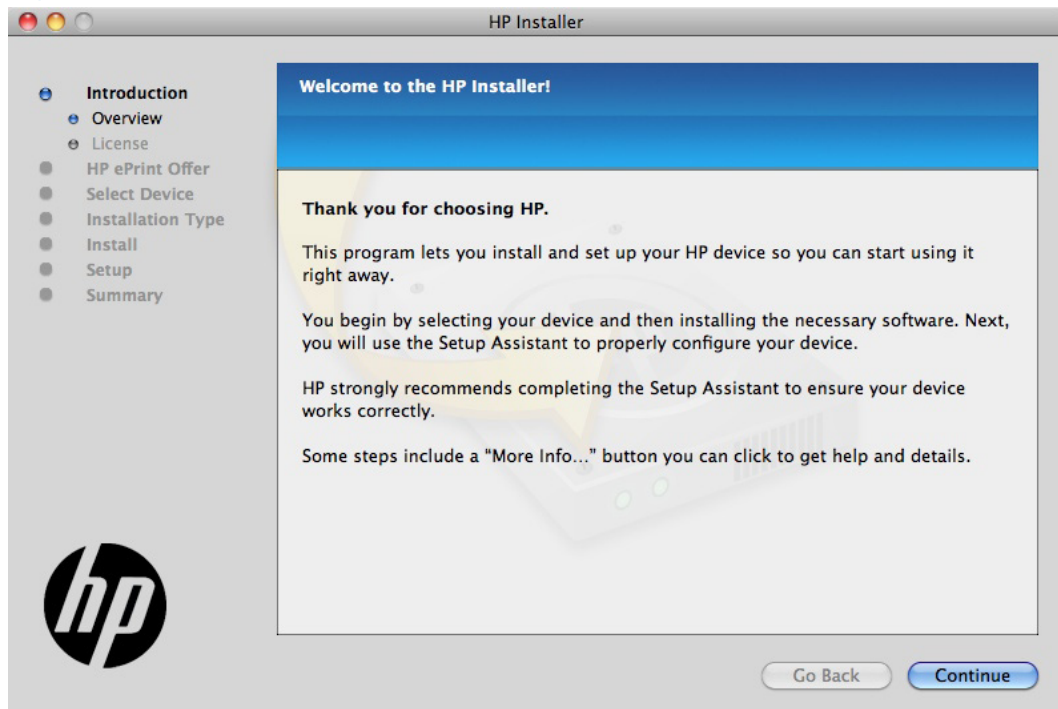 HP Installer
Introduction
Overview
License
HP ePrint Offer
Select Device
Installation Type
Install
Setup
Summary
hp
Welcome to the HP Installer!
Thank you for choosing HP.
This program lets you install and set up your HP device so you can start using it
right away.
You begin by selecting your device and then installing the necessary software. Next,
you will use the Setup Assistant to properly configure your device.
HP strongly recommends completing the Setup Assistant to ensure your device
works correctly.
Some steps include a “More Info...” button you can click to get help and details.
Go Back
Continue